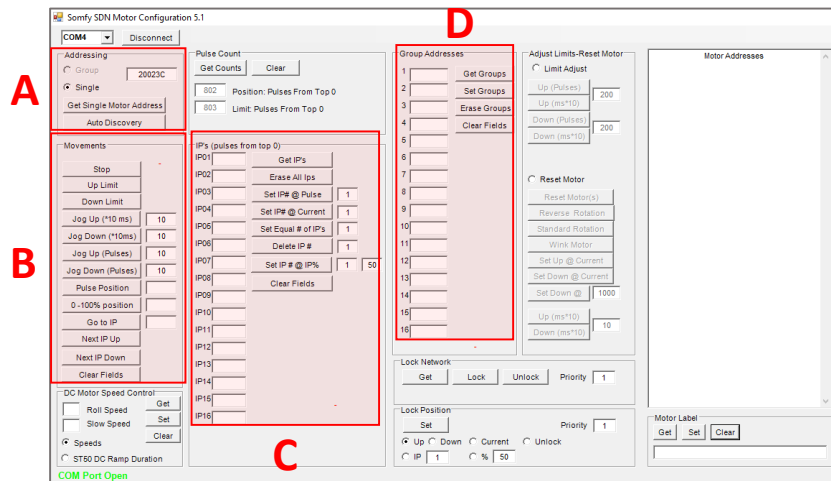 Somfy SDN Motor Configuration 5.1
COM4 Disconnect
A
Addressing
Group 20023C
Single
Get Single Motor Address
Auto Discovery
B
Movements
Stop
Up Limit
Down Limit
Jog Up (*10 ms) 10
Jog Down (*10ms) 10
Jog Up (Pulses) 10
Jog Down (Pulses) 10
Pulse Position
0 -100% position
Go to IP
Next IP Up
Next IP Down
Clear Fields
DC Motor Speed Control
Get
Roll Speed
Set
Slow Speed
Clear
Speeds
ST50 DC Ramp Duration
COM Port Open
Pulse Count
Get Counts Clear
802 Position: Pulses From Top 0
803 Limit: Pulses From Top 0
C
IP's (pulses from top 0)
IP01 Get IP's
IP02 Erase All Ips
IP03 Set IP# @ Pulse 1
IP04 Set IP# @ Current 1
IP05 Set Equal # of IP's 1
IP06 Delete IP # 1
IP07 Set IP # @ IP% 1 50
IP08 Clear Fields
IP09
IP10
IP11
IP12
IP13
IP14
IP15
IP16
D
Group Addresses
1 Get Groups
2 Set Groups
3 Erase Groups
4 Clear Fields
5
6
7
8
9
10
11
12
13
14
15
16
Adjust Limits-Reset Motor
Limit Adjust
Up (Pulses) 200
Up (ms*10)
Down (Pulses) 200
Down (ms*10)
Reset Motor
Reset Motor(s)
Reverse Rotation
Standard Rotation
Wink Motor
Set Up @ Current
Set Down @ Current
Set Down @ 1000
Up (ms*10) 10
Down (ms*10)
Lock Network
Get Lock Unlock Priority 1
Lock Position
Set Priority 1
Up Down Current Unlock
IP 1 % 50
Motor Addresses
Motor Label
Get Set Clear